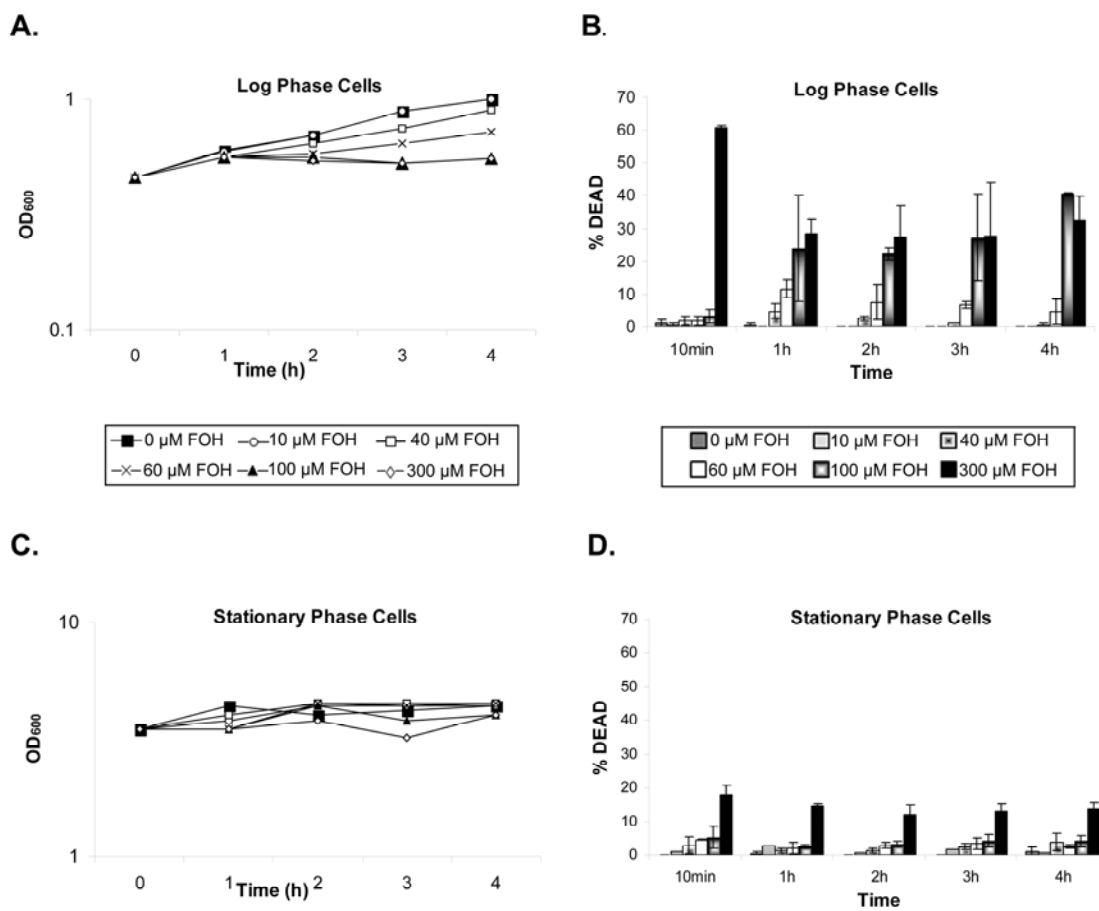 A.
Log Phase Cells
1
0.1
OD600
0 1 2 3 4
Time (h)
0 µM FOH 10 µM FOH 40 µM FOH
60 µM FOH 100 µM FOH 300 µM FOH
B.
Log Phase Cells
70
60
50
40
30
20
10
0
% DEAD
10min 1h 2h 3h 4h
Time
0 µM FOH 10 µM FOH 40 µM FOH
60 µM FOH 100 µM FOH 300 µM FOH
C.
Stationary Phase Cells
10
1
OD600
0 1 2 3 4
Time (h)
D.
Stationary Phase Cells
70
60
50
40
30
20
10
0
% DEAD
10min 1h 2h 3h 4h
Time